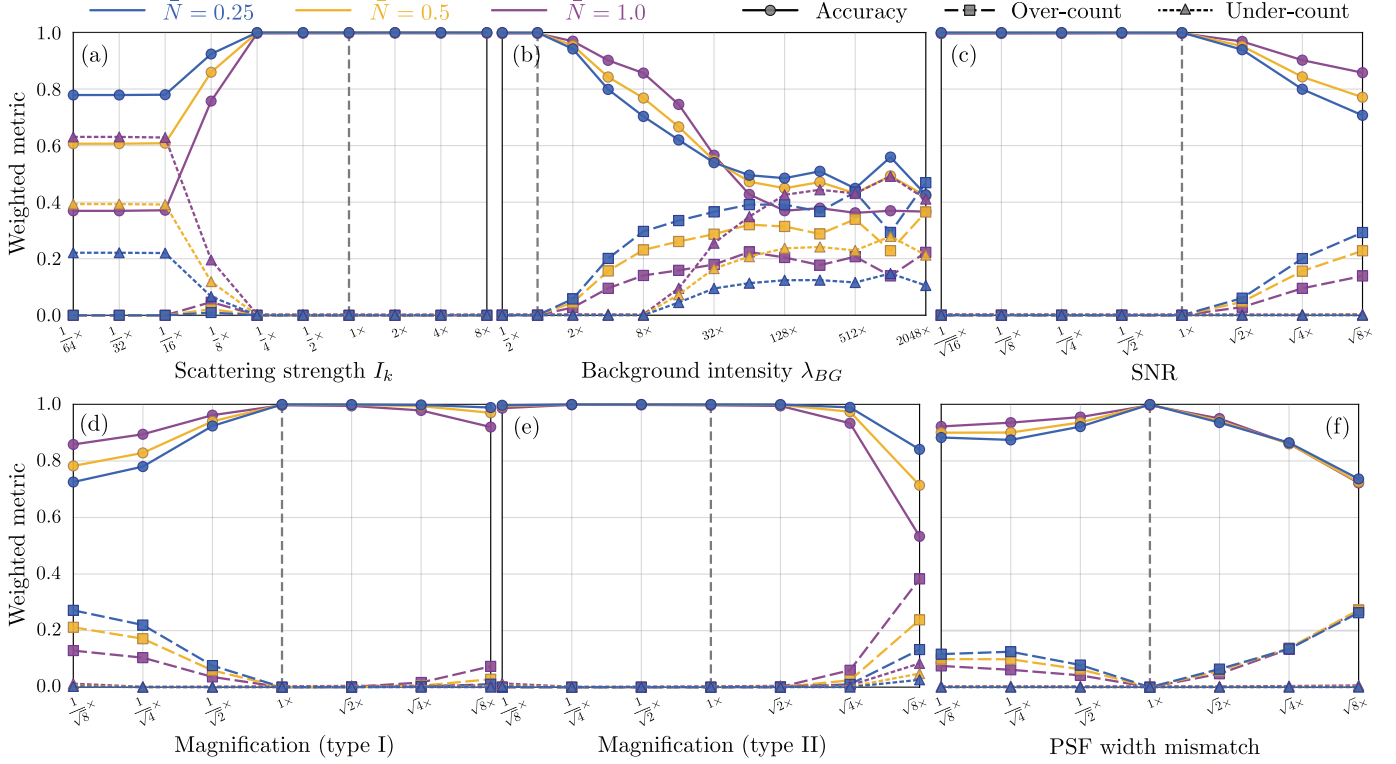 N̄ = 0.25 N̄ = 0.5 N̄ = 1.0 Accuracy Over-count Under-count
Weighted metric
1.0
0.8
0.6
0.4
0.2
0.0
(a)
1/64× 1/32× 1/16× 1/8× 1/4× 1/2× 1× 2× 4× 8×
Scattering strength I_k
(b)
1/2× 2× 8× 32× 128× 512× 2048×
Background intensity λ_BG
(c)
1/√16× 1/√8× 1/√4× 1/√2× 1× √2× √4× √8×
SNR
Weighted metric
1.0
0.8
0.6
0.4
0.2
0.0
(d)
1/√8× 1/√4× 1/√2× 1× √2× √4× √8×
Magnification (type I)
(e)
1/√8× 1/√4× 1/√2× 1× √2× √4× √8×
Magnification (type II)
(f)
1/√8× 1/√4× 1/√2× 1× √2× √4× √8×
PSF width mismatch